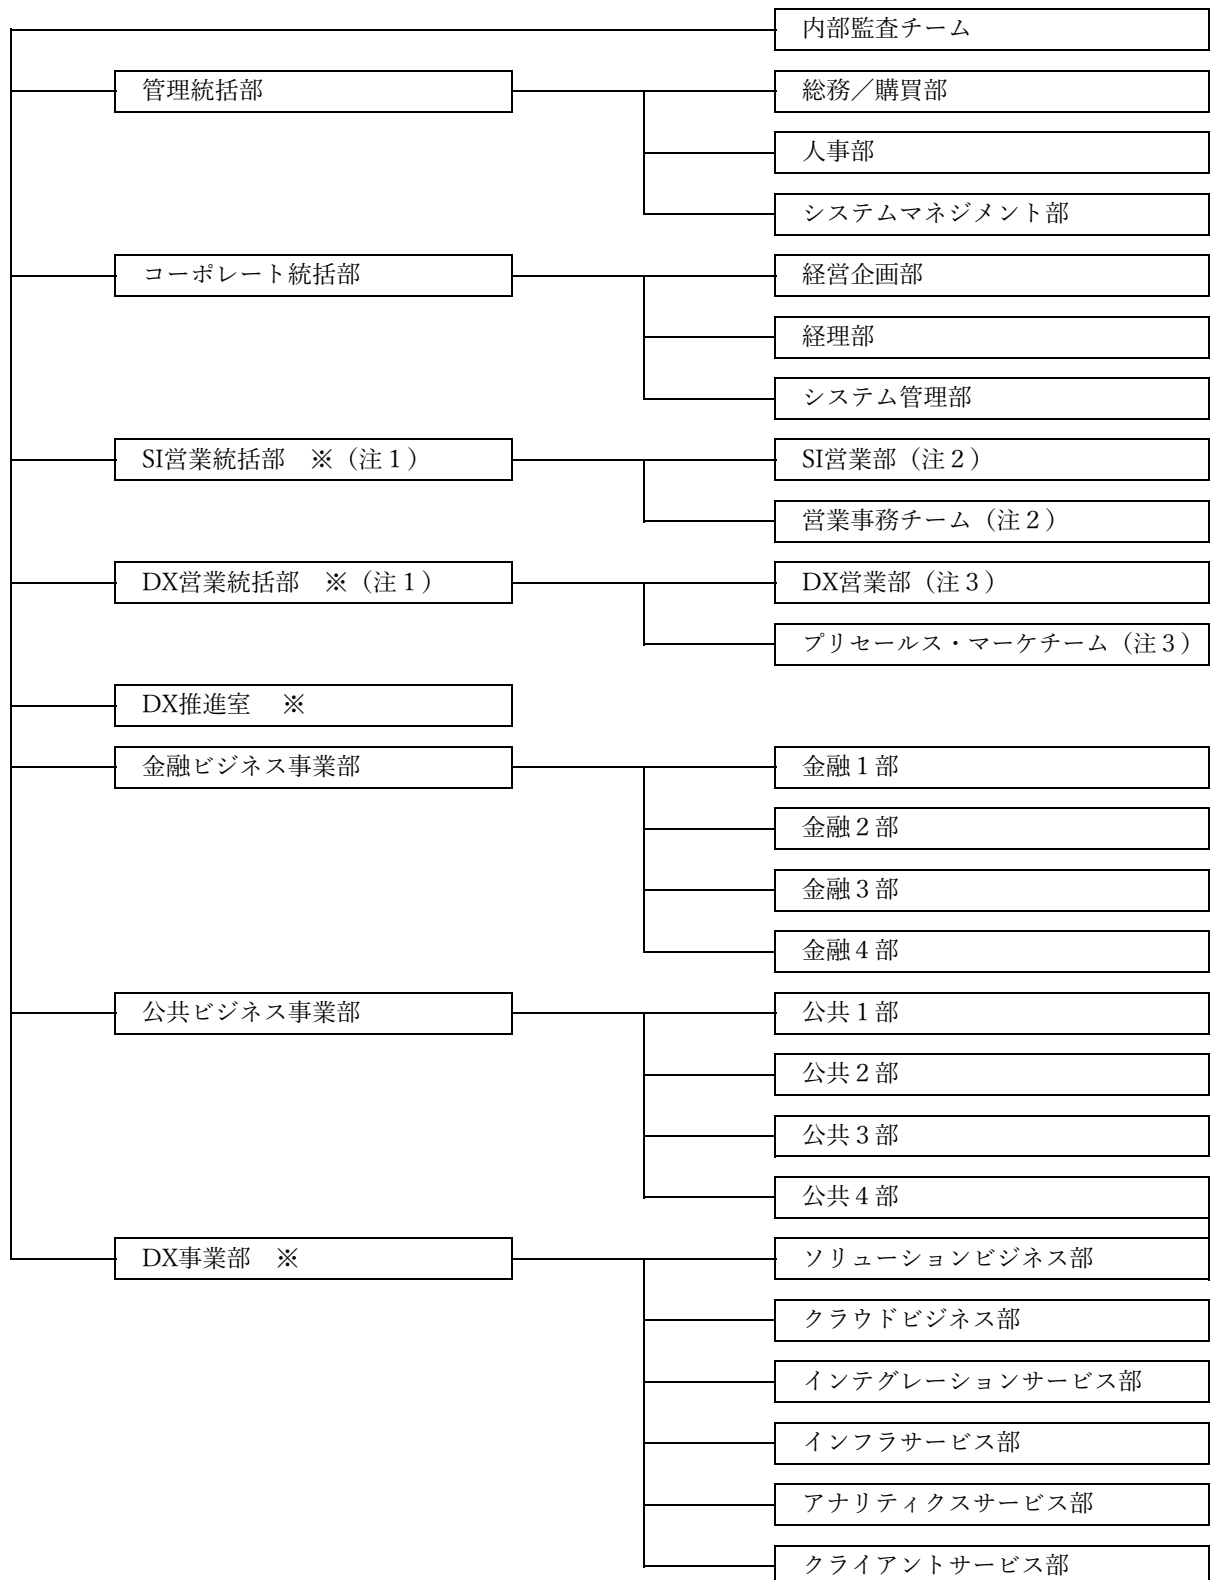 内部監査チーム
管理統括部
総務／購買部
人事部
システムマネジメント部
コーポレート統括部
経営企画部
経理部
システム管理部
SI営業統括部　※（注１）
SI営業部（注２）
営業事務チーム（注２）
DX営業統括部　※（注１）
DX営業部（注３）
プリセールス・マーケチーム（注３）
DX推進室　※
金融ビジネス事業部
金融１部
金融２部
金融３部
金融４部
公共ビジネス事業部
公共１部
公共２部
公共３部
公共４部
DX事業部　※
ソリューションビジネス部
クラウドビジネス部
インテグレーションサービス部
インフラサービス部
アナリティクスサービス部
クライアントサービス部